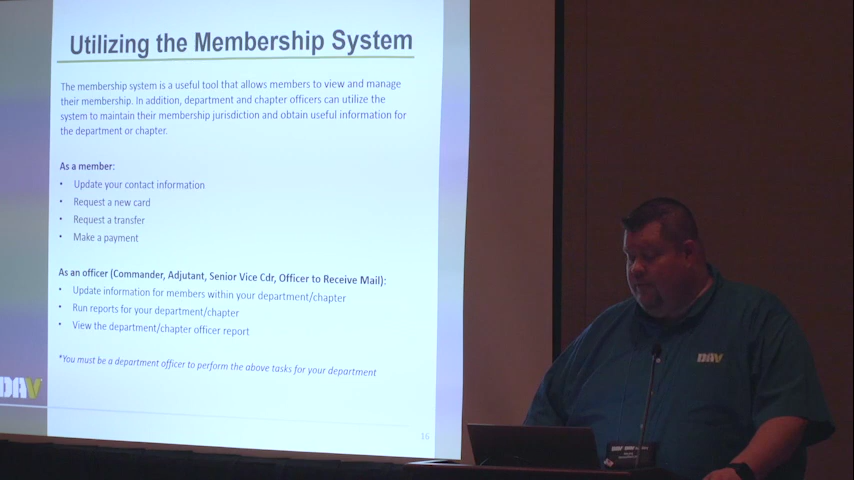 Utilizing the Membership System
The membership system is a useful tool that allows members to view and manage
their membership. In addition, department and chapter officers can utilize the
system to maintain their membership jurisdiction and obtain useful information for
the department or chapter.
As a member:
• Update your contact information
• Request a new card
• Request a transfer
• Make a payment
As an officer (Commander, Adjutant, Senior Vice Cdr, Officer to Receive Mail):
• Update information for members within your department/chapter
• Run reports for your department/chapter
• View the department/chapter officer report
*You must be a department officer to perform the above tasks for your department
DAV
16
DAV